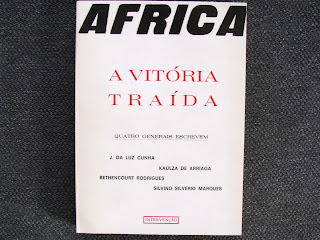 AFRICA
A VITÓRIA
TRAÍDA
QUATRO GENERAIS ESCREVEM
J. DA LUZ CUNHA
KAÚLZA DE ARRIAGA
BETHENCOURT RODRIGUES
SILVINO SILVÉRIO MARQUES
INTERVENÇÃO